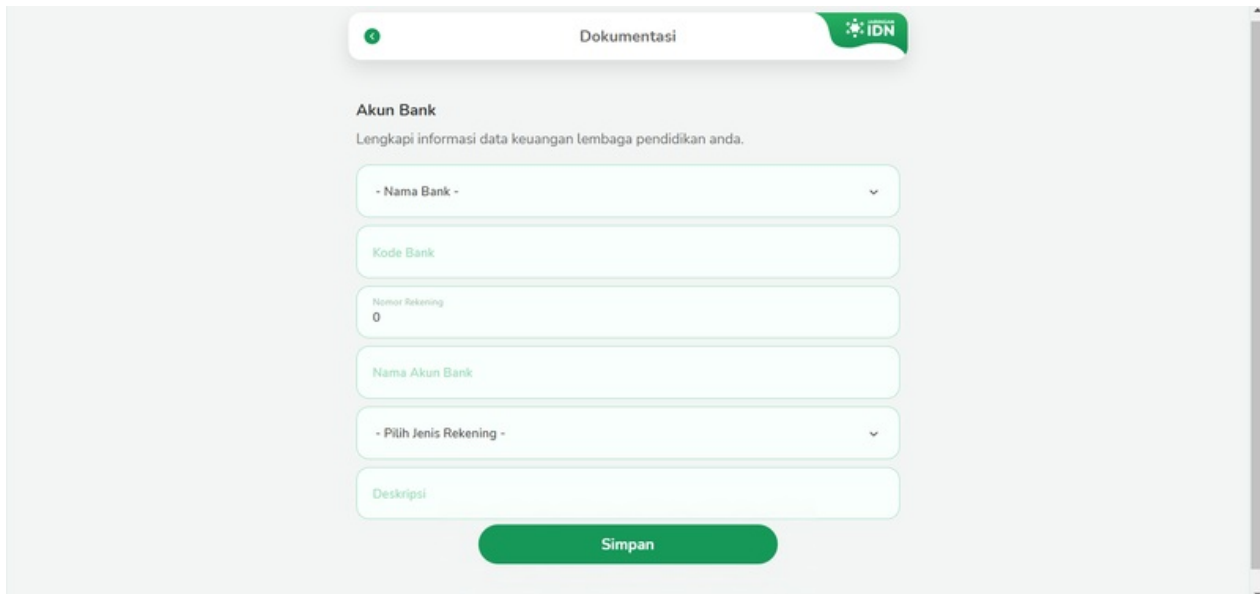 Dokumentasi
JARINGAN
IDN
Akun Bank
Lengkapi informasi data keuangan lembaga pendidikan anda.
- Nama Bank -
Kode Bank
Nomor Rekening
0
Nama Akun Bank
- Pilih Jenis Rekening -
Deskripsi
Simpan